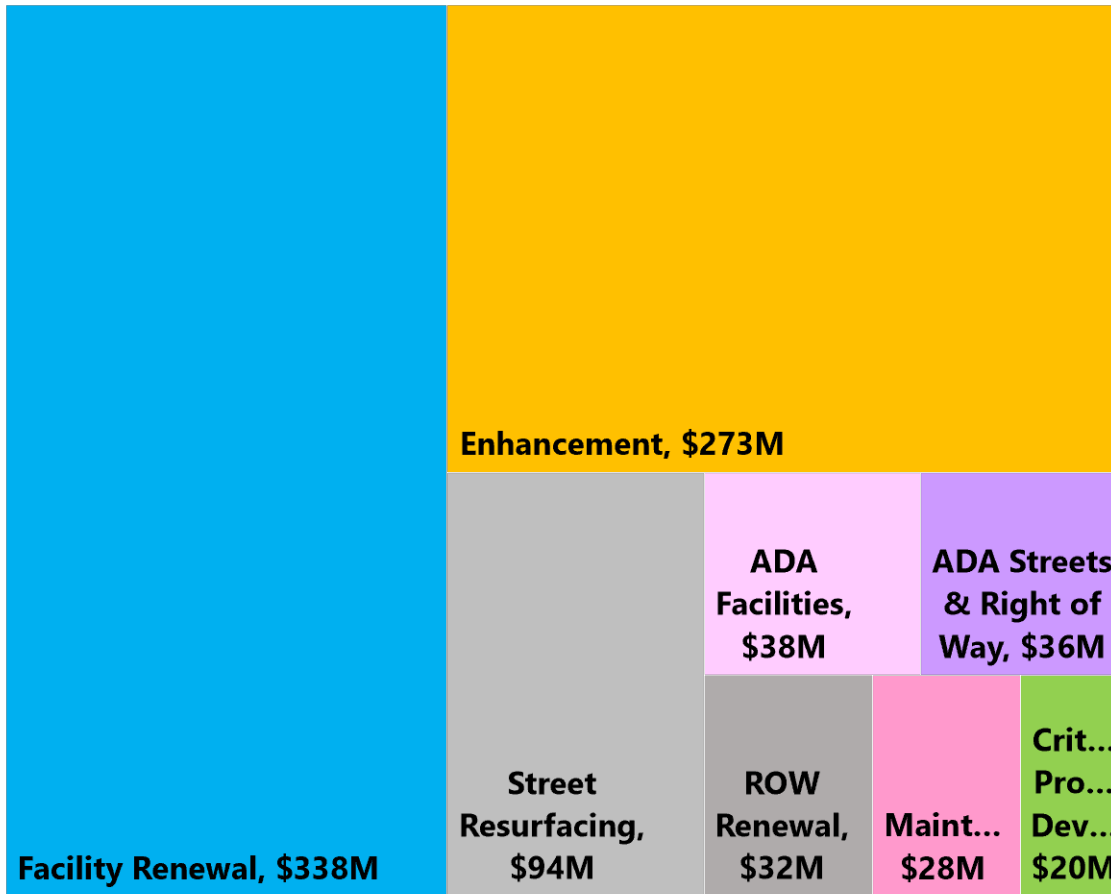 Facility Renewal, $338M
Enhancement, $273M
Street
Resurfacing,
$94M
ADA
Facilities,
$38M
ADA Streets
& Right of
Way, $36M
ROW
Renewal,
$32M
Maint...
$28M
Crit...
Pro...
Dev...
$20M